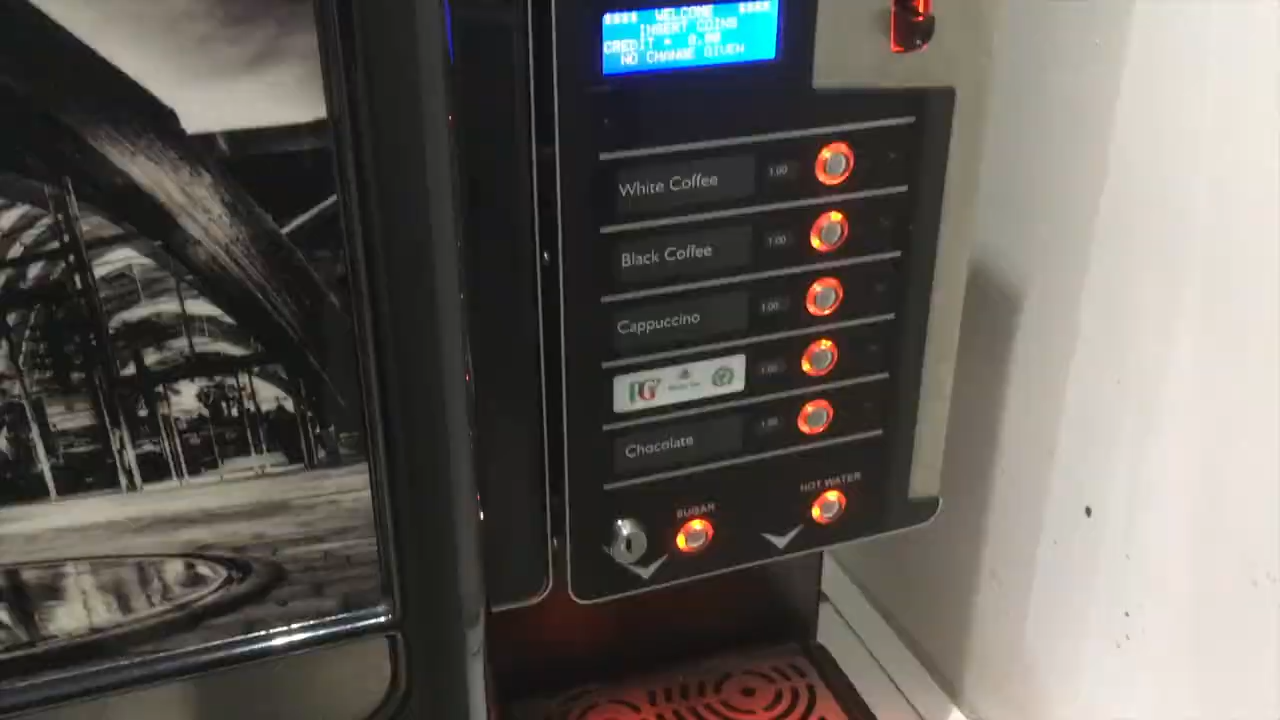 **** WELCOME ****
INSERT COINS
CREDIT = 0.00
NO CHANGE GIVEN
White Coffee 1.00
Black Coffee 1.00
Cappuccino 1.00
PG 1.00
Chocolate 1.00
SUGAR
HOT WATER